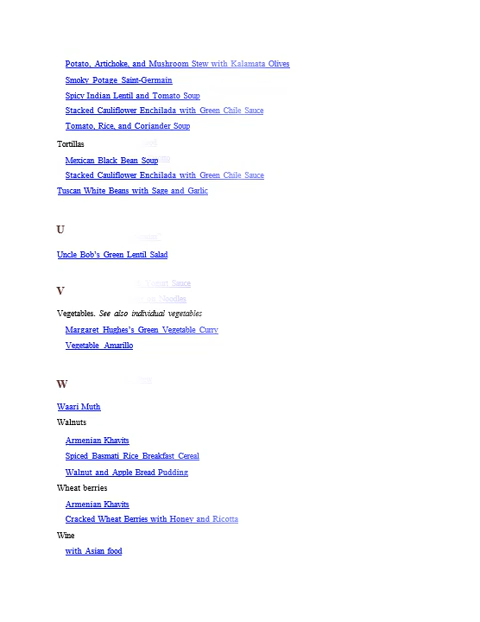 Potato, Artichoke, and Mushroom Stew with Kalamata Olives
Smoky Potage Saint-Germain
Spicy Indian Lentil and Tomato Soup
Stacked Cauliflower Enchilada with Green Chile Sauce
Tomato, Rice, and Coriander Soup
Tortillas
Mexican Black Bean Soup
Stacked Cauliflower Enchilada with Green Chile Sauce
Tuscan White Beans with Sage and Garlic
U
Uncle Bob’s Green Lentil Salad
Sauce
V
Noodles
Vegetables. See also individual vegetables
Margaret Hughes’s Green Vegetable Curry
Vegetable Amarillo
W
Waari Muth
Walnuts
Armenian Khavits
Spiced Basmati Rice Breakfast Cereal
Walnut and Apple Bread Pudding
Wheat berries
Armenian Khavits
Cracked Wheat Berries with Honey and Ricotta
Wine
with Asian food